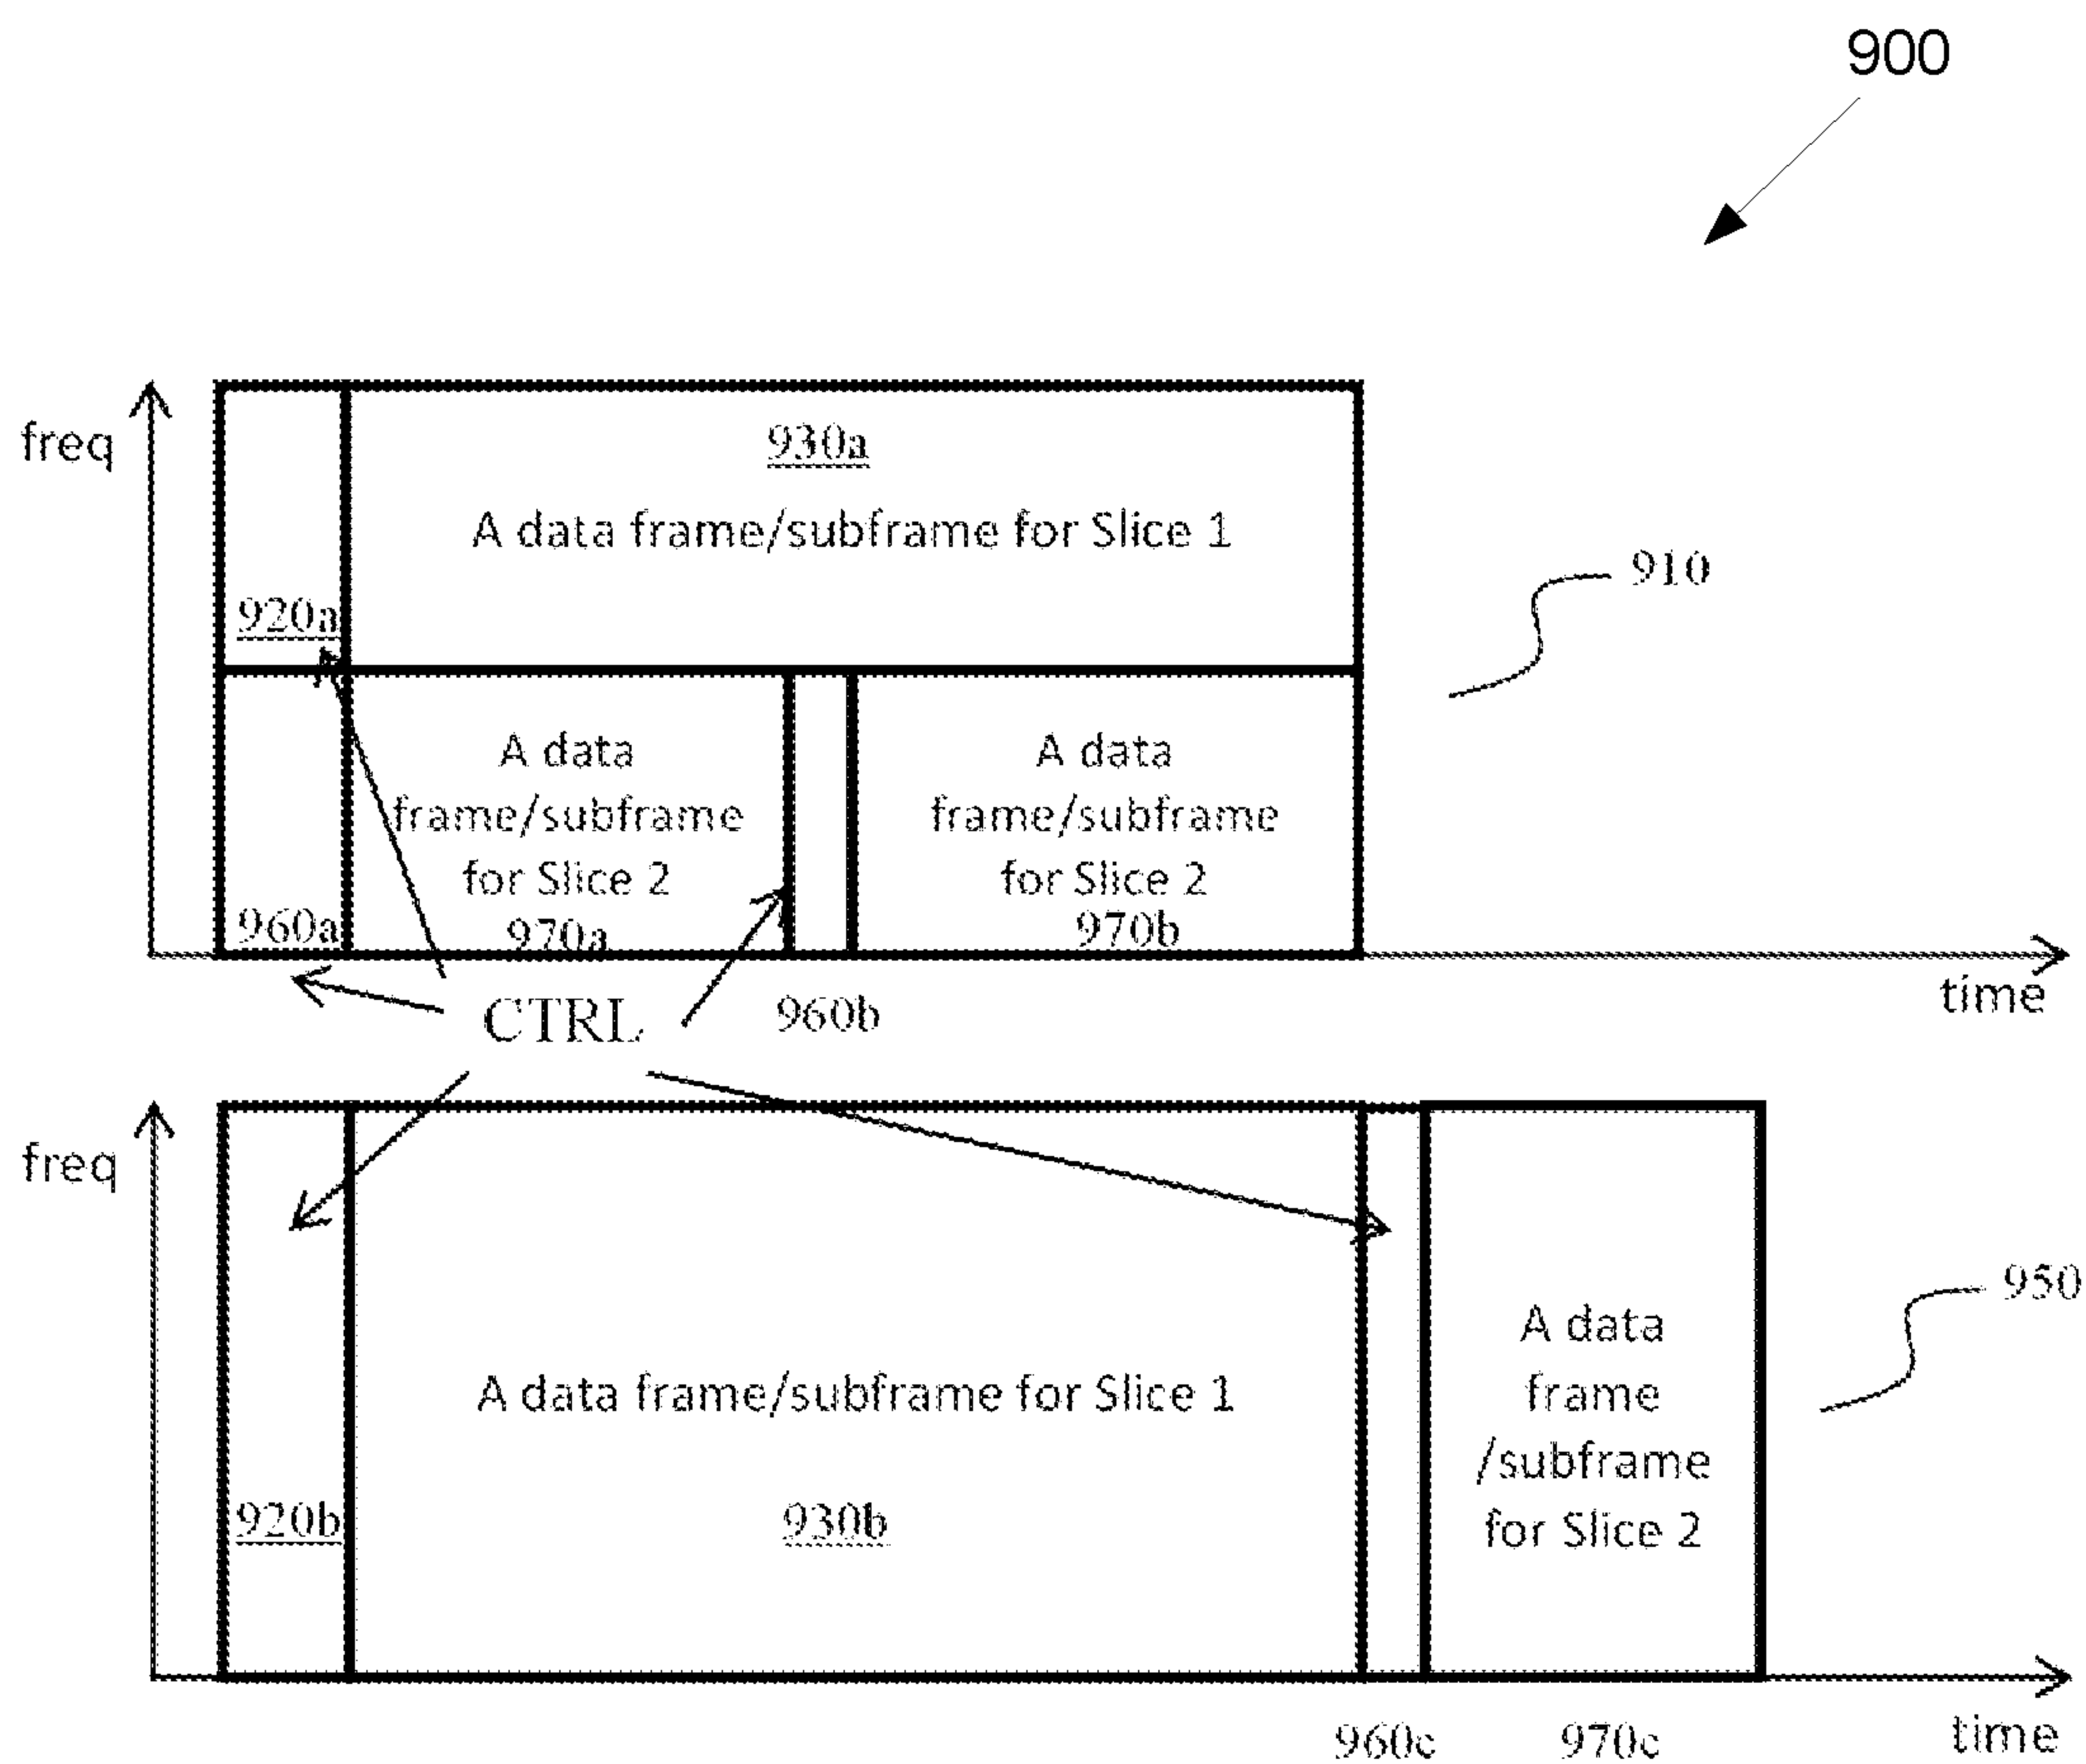 900
freq
930a
A data frame/subframe for Slice 1
910
920a
A data
frame/subframe
for Slice 2
970a
A data
frame/subframe
for Slice 2
970b
960a
time
CTRL
960b
freq
950
A data frame/subframe for Slice 1
A data
frame
/subframe
for Slice 2
920b
930b
960c
970c
time